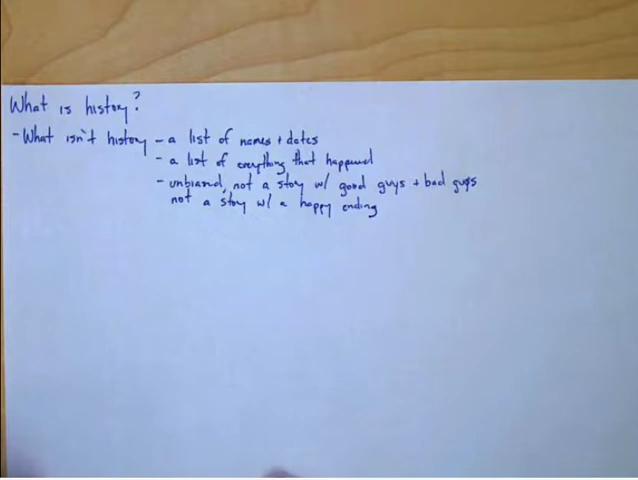 What is history?
- What isn't history - a list of names + dates
- a list of everything that happened
- unbiased, not a story w/ good guys + bad guys
not a story w/ a happy ending